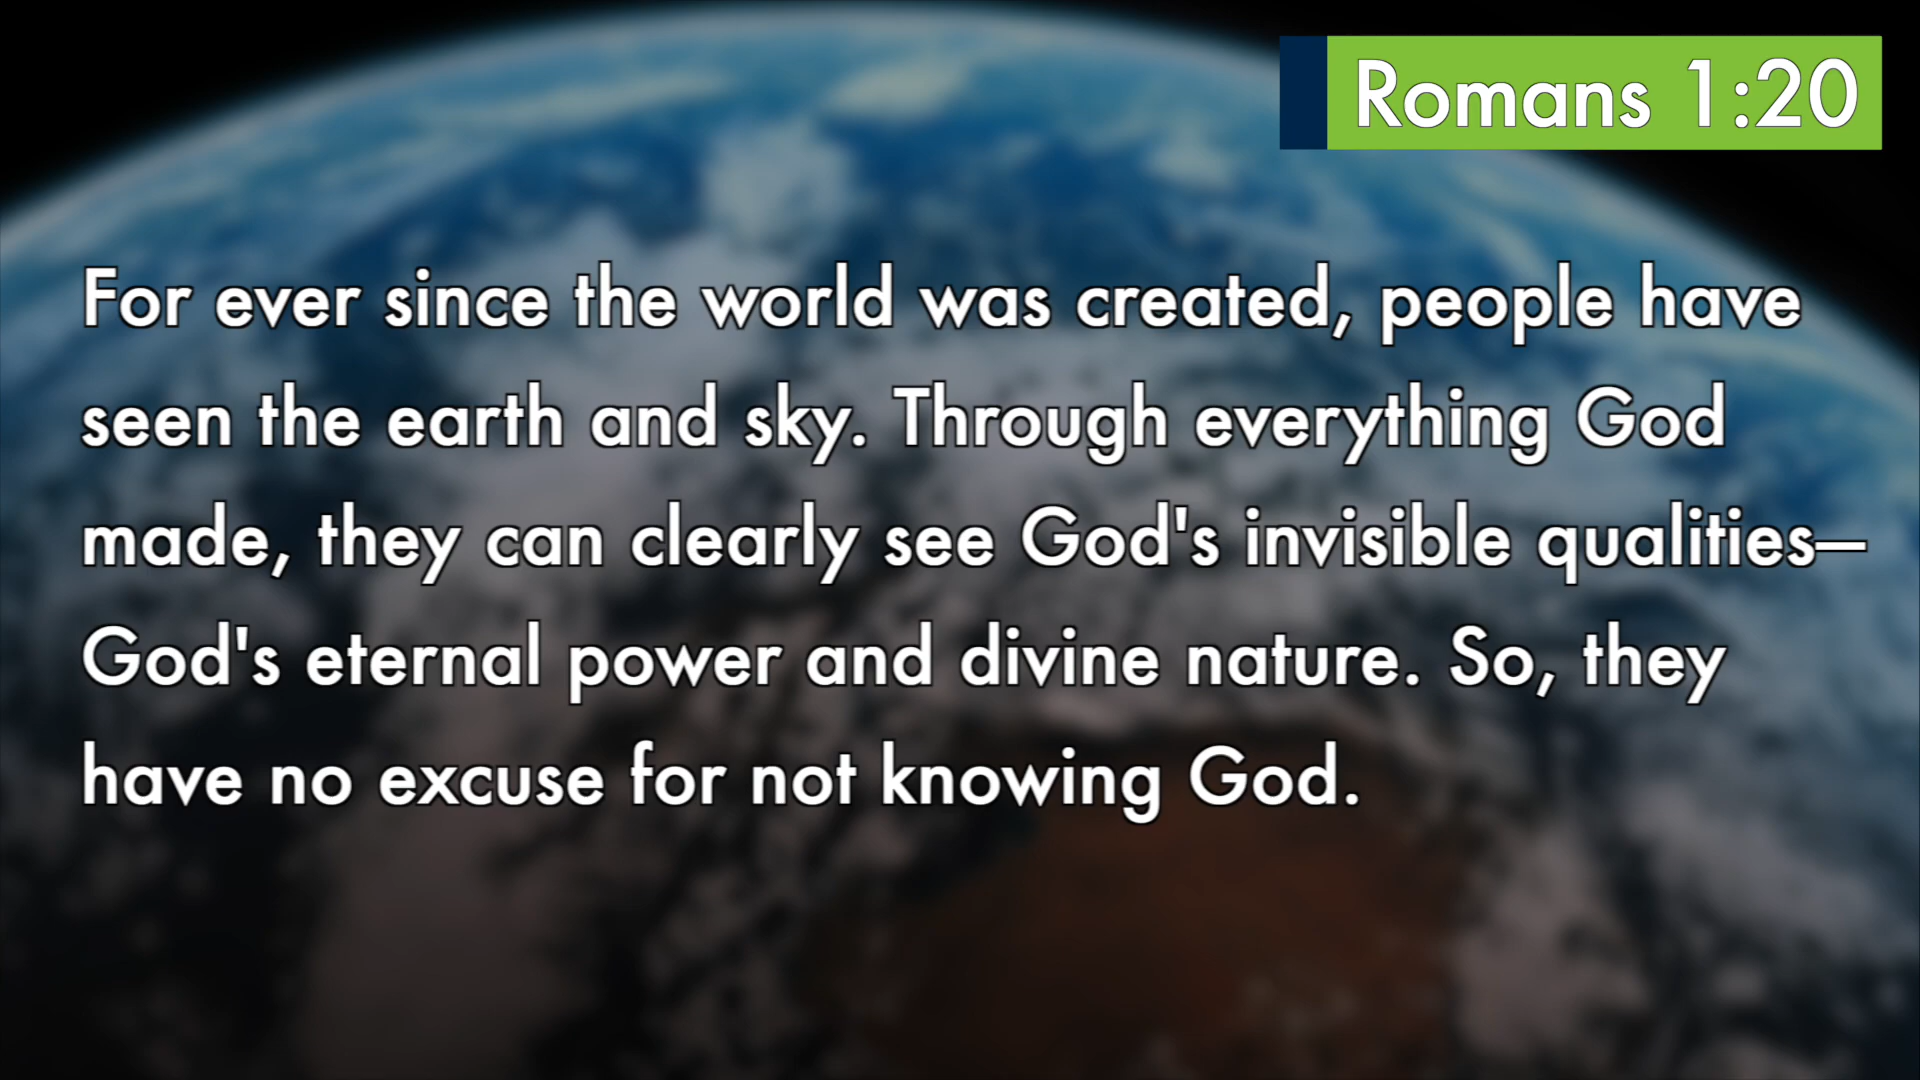 Romans 1:20
For ever since the world was created, people have
seen the earth and sky. Through everything God
made, they can clearly see God's invisible qualities—
God's eternal power and divine nature. So, they
have no excuse for not knowing God.